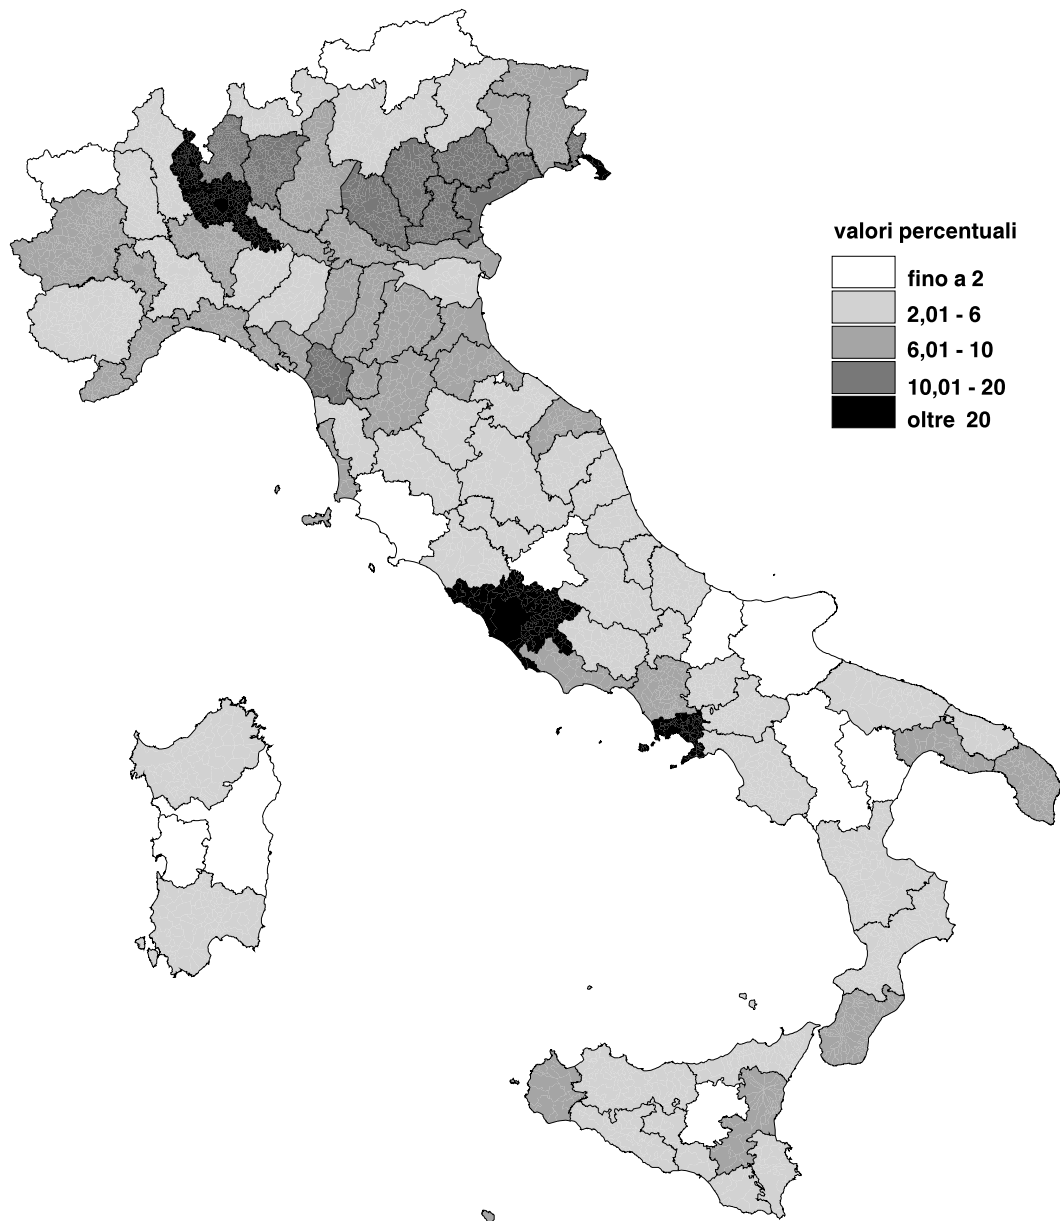 valori percentuali
fino a 2
2,01 - 6
6,01 - 10
10,01 - 20
oltre 20